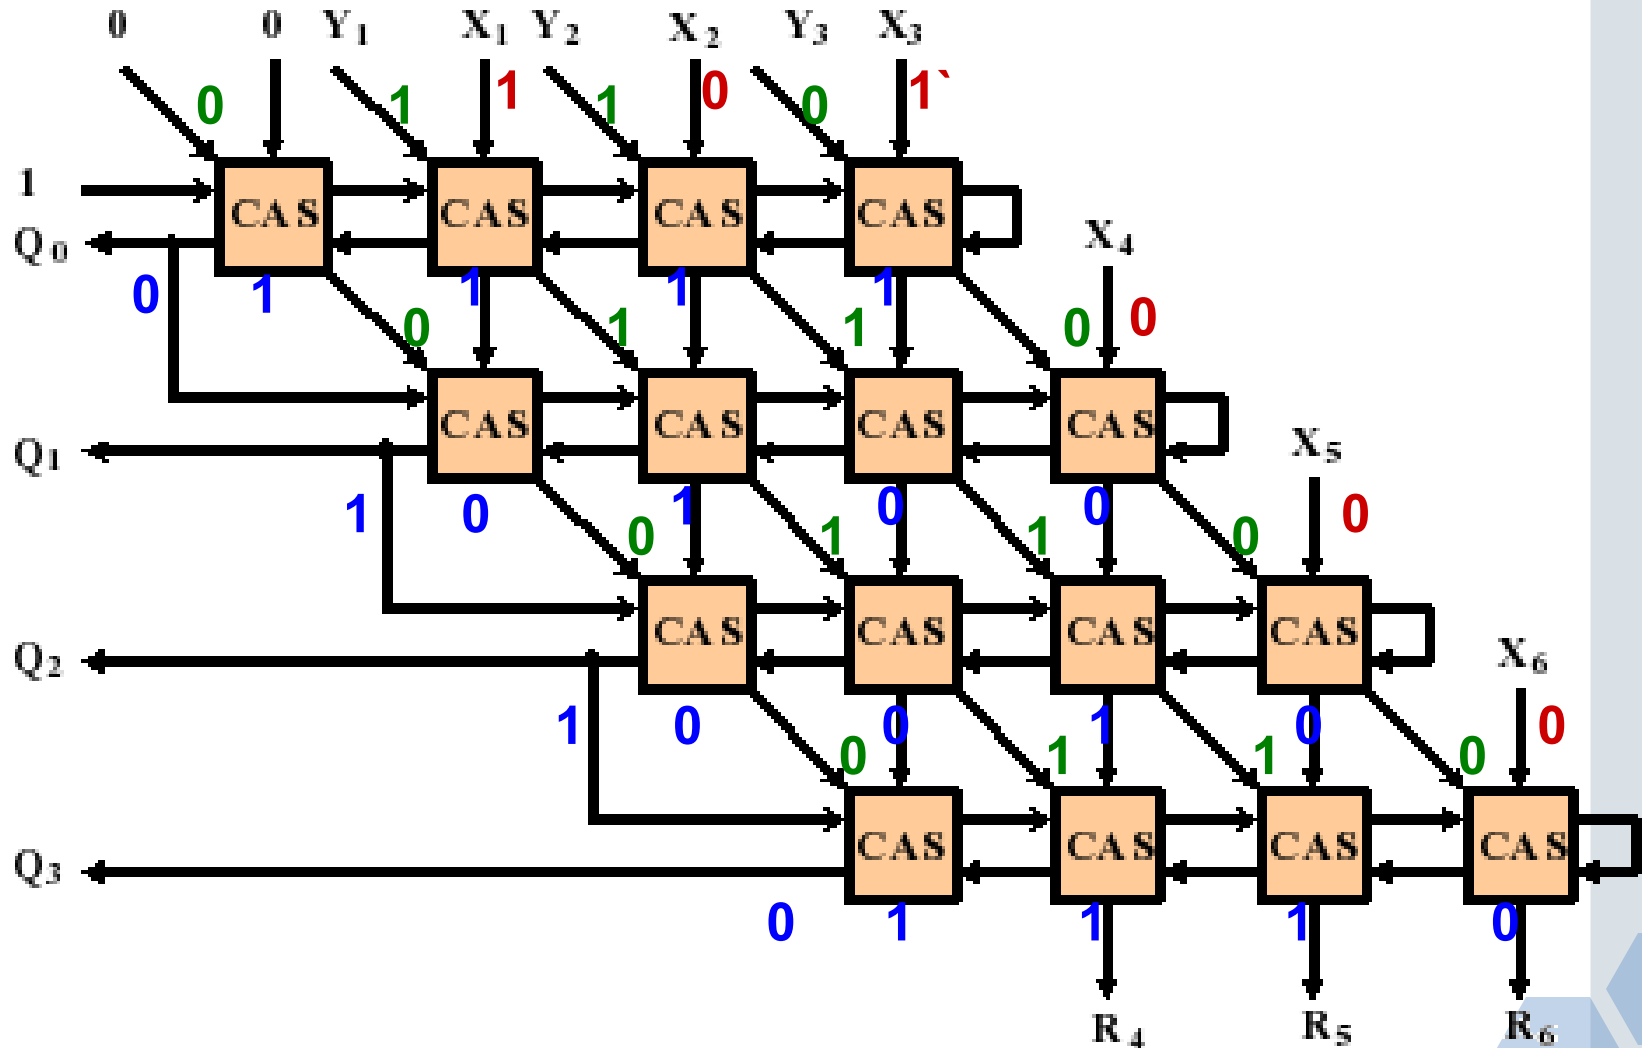 0 0 Y1 X1 Y2 X2 Y3 X3
0 1 1 1 0 0 1`
1 CAS CAS CAS CAS
Q0 X4
0 1 1 1 1
0 1 1 0 0
CAS CAS CAS CAS
Q1 X5
1 0 1 0 0 0
0 1 1 0
CAS CAS CAS CAS
Q2 X6
1 0 0 1 0 0
0 1 1 0
CAS CAS CAS CAS
Q3
0 1 1 1 0
R4 R5 R6